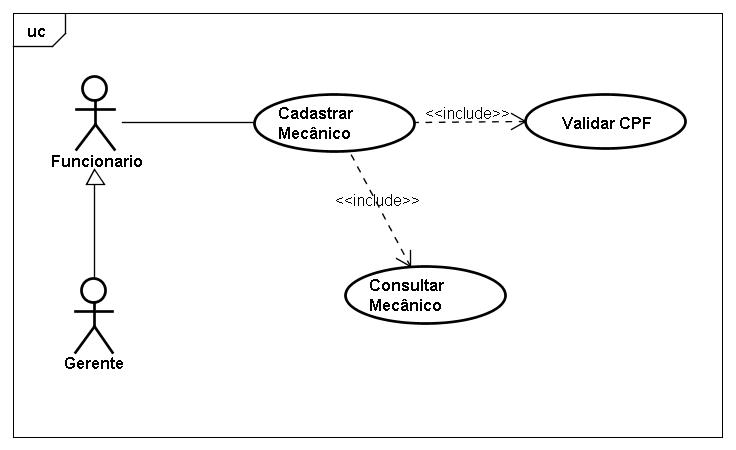 uc
Cadastrar
Mecânico
<<include>>
Validar CPF
Funcionario
<<include>>
Consultar
Mecânico
Gerente